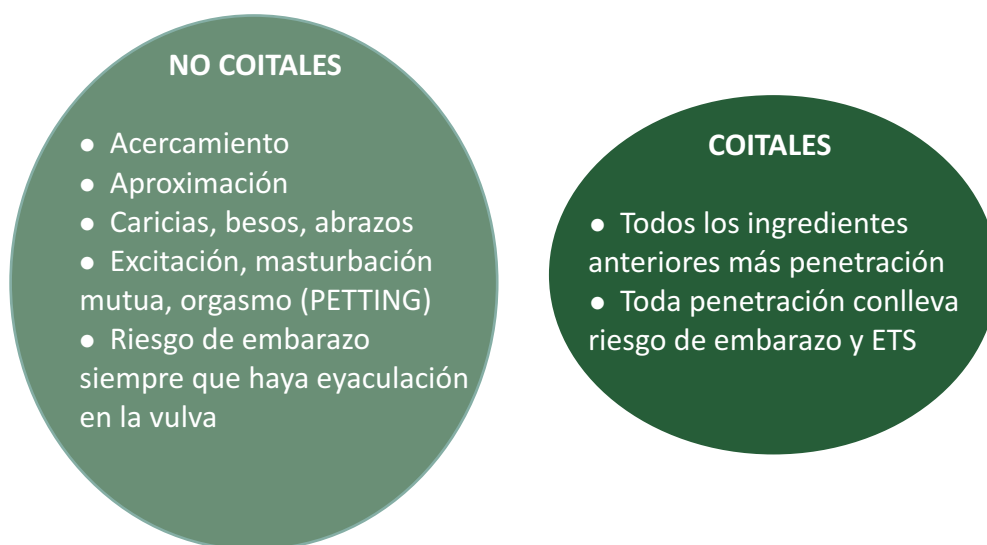 NO COITALES
● Acercamiento
● Aproximación
● Caricias, besos, abrazos
● Excitación, masturbación
mutua, orgasmo (PETTING)
● Riesgo de embarazo
siempre que haya eyaculación
en la vulva
COITALES
● Todos los ingredientes
anteriores más penetración
● Toda penetración conlleva
riesgo de embarazo y ETS